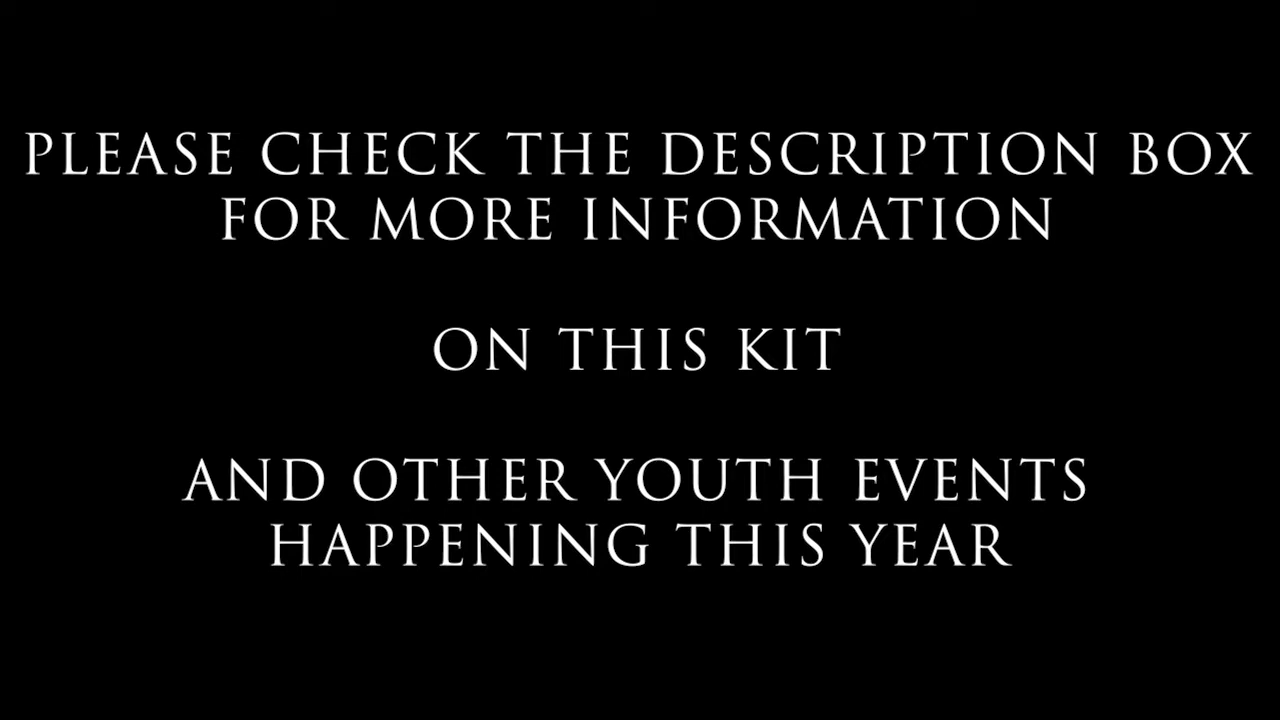 PLEASE CHECK THE DESCRIPTION BOX
FOR MORE INFORMATION
ON THIS KIT
AND OTHER YOUTH EVENTS
HAPPENING THIS YEAR